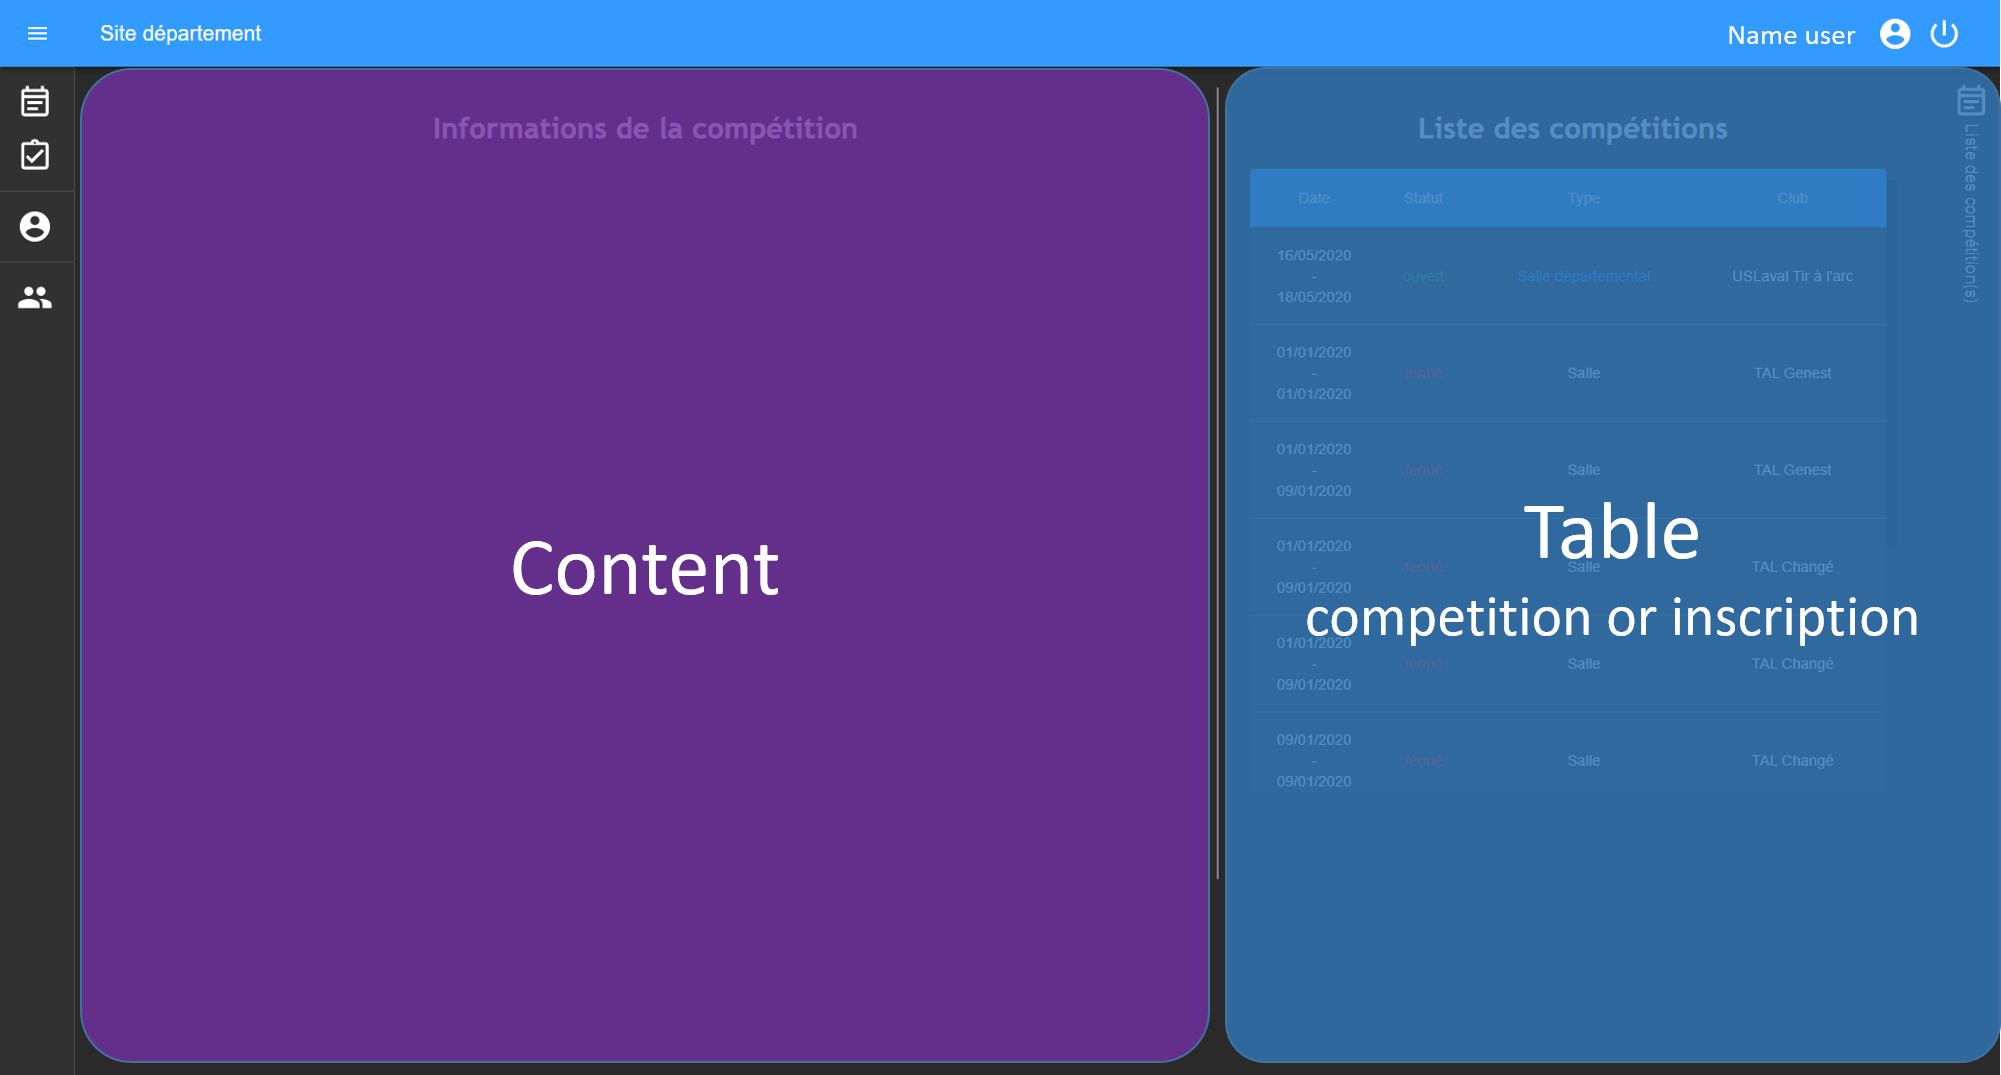 Site département
Name user
Informations de la compétition
Content
Liste des compétitions
Liste des compétition(s)
Date Statut Type Club
16/05/2020
-
18/05/2020
ouvert Salle départemental USLaval Tir à l'arc
01/01/2020
-
01/01/2020
fermé Salle TAL Genest
01/01/2020
-
09/01/2020
fermé Salle TAL Genest
Table
01/01/2020
-
09/01/2020
fermé Salle TAL Changé
competition or inscription
01/01/2020
-
09/01/2020
fermé Salle TAL Changé
09/01/2020
-
09/01/2020
fermé Salle TAL Changé